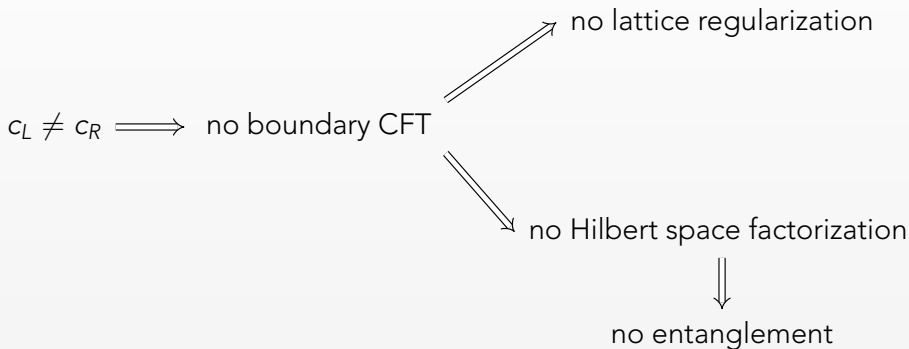 no lattice regularization
c_L ≠ c_R ⟹ no boundary CFT
no Hilbert space factorization
no entanglement